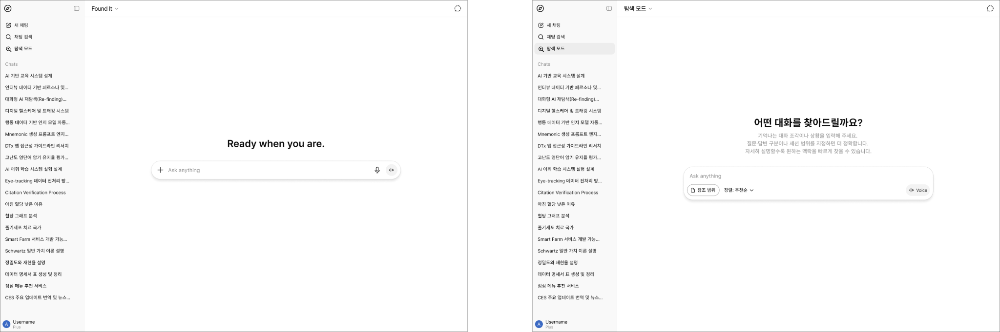 Found It
새 채팅
채팅 검색
탐색 모드
Chats
AI 기반 교육 시스템 설계
인터뷰 데이터 기반 페르소나 및...
대화형 AI 재탐색(Re-finding)...
디지털 헬스케어 및 트래킹 시스템
행동 데이터 기반 인지 모델 자동...
Mnemonic 생성 프롬프트 엔지...
DTx 앱 접근성 가이드라인 리서치
고난도 영단어 암기 유지율 평가...
AI 어휘 학습 시스템 실험 설계
Eye-tracking 데이터 전처리 방...
Citation Verification Process
아침 혈당 낮은 이유
혈당 그래프 분석
줄기세포 치료 국가
Smart Farm 서비스 개발 가능...
Schwartz 일반 가치 이론 설명
정밀도와 재현율 설명
데이터 명세서 표 생성 및 정리
점심 메뉴 추천 서비스
CES 주요 업데이트 번역 및 뉴스...
A
Username
Plus
Ready when you are.
Ask anything
탐색 모드
새 채팅
채팅 검색
탐색 모드
Chats
AI 기반 교육 시스템 설계
인터뷰 데이터 기반 페르소나 및...
대화형 AI 재탐색(Re-finding)...
디지털 헬스케어 및 트래킹 시스템
행동 데이터 기반 인지 모델 자동...
Mnemonic 생성 프롬프트 엔지...
DTx 앱 접근성 가이드라인 리서치
고난도 영단어 암기 유지율 평가...
AI 어휘 학습 시스템 실험 설계
Eye-tracking 데이터 전처리 방...
Citation Verification Process
아침 혈당 낮은 이유
혈당 그래프 분석
줄기세포 치료 국가
Smart Farm 서비스 개발 가능...
Schwartz 일반 가치 이론 설명
정밀도와 재현율 설명
데이터 명세서 표 생성 및 정리
점심 메뉴 추천 서비스
CES 주요 업데이트 번역 및 뉴스...
A
Username
Plus
어떤 대화를 찾아드릴까요?
기억나는 대화 조각이나 상황을 입력해 주세요.
질문·답변 구분이나 세션 범위를 지정하면 더 정확합니다.
자세히 설명할수록 원하는 맥락을 빠르게 찾을 수 있습니다.
Ask anything
참조 범위
정렬: 추천순
Voice